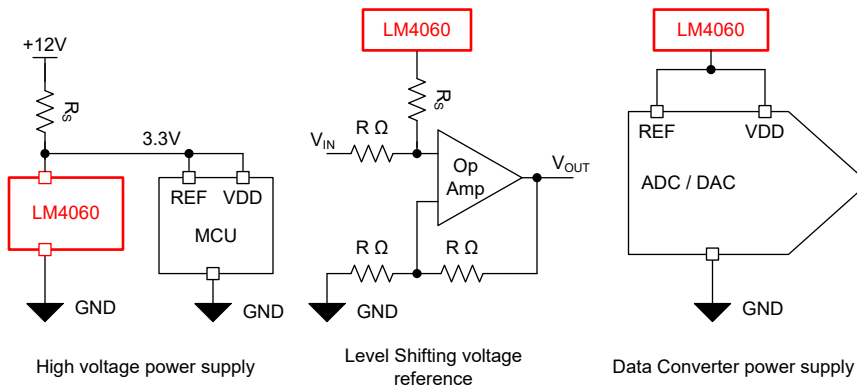 +12V
RS
3.3V
LM4060
REF VDD
MCU
GND
GND
High voltage power supply
LM4060
RS
VIN
R Ω
Op
Amp
VOUT
R Ω
R Ω
GND
Level Shifting voltage
reference
LM4060
REF
VDD
ADC / DAC
GND
Data Converter power supply